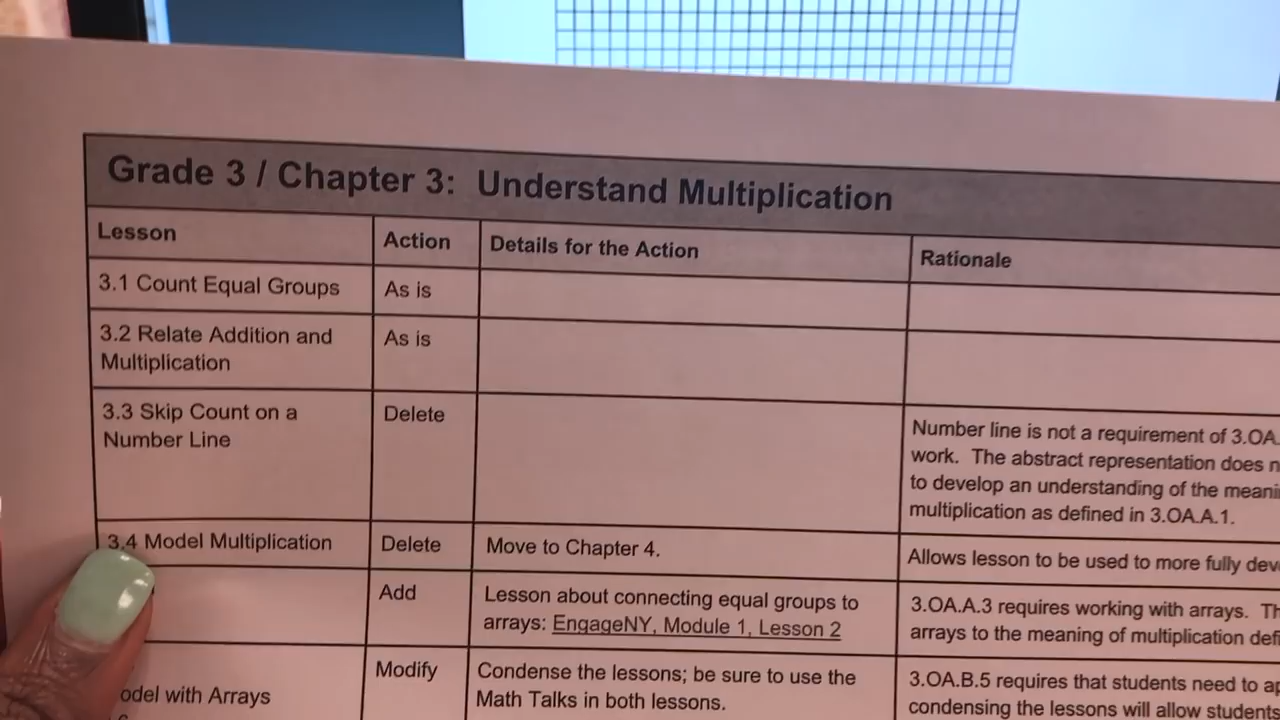 Grade 3 / Chapter 3: Understand Multiplication
Lesson
Action
Details for the Action
Rationale
3.1 Count Equal Groups
As is
3.2 Relate Addition and
Multiplication
As is
3.3 Skip Count on a
Number Line
Delete
Number line is not a requirement of 3.OA.
work. The abstract representation does
to develop an understanding of the
multiplication as defined in 3.OA.A.1.
3.4 Model Multiplication
Delete
Move to Chapter 4.
Allows lesson to be used to more fully
Add
Lesson about connecting equal groups to
arrays: EngageNY, Module 1, Lesson 2
3.OA.A.3 requires working with arrays.
arrays to the meaning of multiplication
odel with Arrays
Modify
Condense the lessons; be sure to use the
Math Talks in both lessons.
3.OA.B.5 requires that students need to
condensing the lessons will allow students